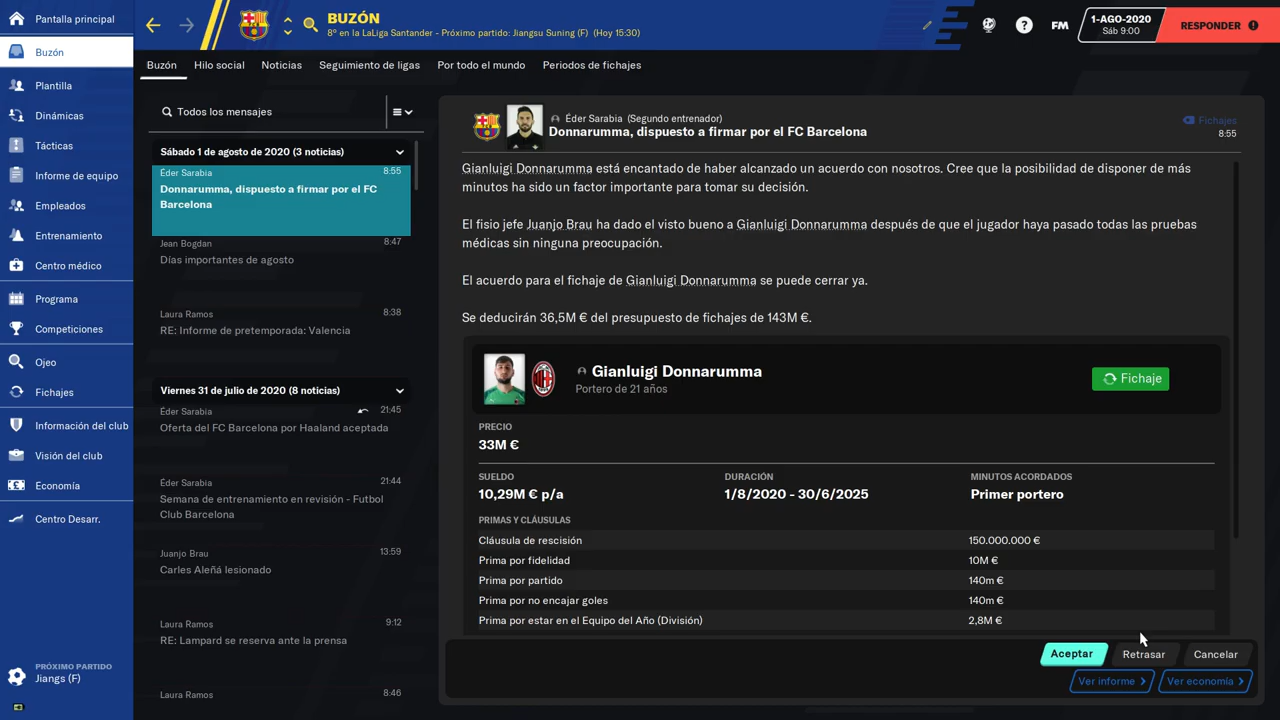 Pantalla principal
Buzón
Plantilla
Dinámicas
Tácticas
Informe de equipo
Empleados
Entrenamiento
Centro médico
Programa
Competiciones
Ojeo
Fichajes
Información del club
Visión del club
Economía
Centro Desarr.
PRÓXIMO PARTIDO
Jiangs (F)
BUZÓN
8º en la LaLiga Santander - Próximo partido: Jiangsu Suning (F) (Hoy 15:30)
FM
1-AGO-2020
Sáb 9:00
RESPONDER
Buzón Hilo social Noticias Seguimiento de ligas Por todo el mundo Periodos de fichajes
Todos los mensajes
Sábado 1 de agosto de 2020 (3 noticias)
Éder Sarabia 8:55
Donnarumma, dispuesto a firmar por el FC
Barcelona
Jean Bogdan 8:47
Días importantes de agosto
Laura Ramos 8:38
RE: Informe de pretemporada: Valencia
Viernes 31 de julio de 2020 (8 noticias)
Éder Sarabia 21:45
Oferta del FC Barcelona por Haaland aceptada
Éder Sarabia 21:44
Semana de entrenamiento en revisión - Futbol
Club Barcelona
Juanjo Brau 13:59
Carles Aleñá lesionado
Laura Ramos 9:12
RE: Lampard se reserva ante la prensa
Laura Ramos 8:46
Éder Sarabia (Segundo entrenador)
Donnarumma, dispuesto a firmar por el FC Barcelona
Fichajes
8:55
Gianluigi Donnarumma está encantado de haber alcanzado un acuerdo con nosotros. Cree que la posibilidad de disponer de más
minutos ha sido un factor importante para tomar su decisión.
El fisio jefe Juanjo Brau ha dado el visto bueno a Gianluigi Donnarumma después de que el jugador haya pasado todas las pruebas
médicas sin ninguna preocupación.
El acuerdo para el fichaje de Gianluigi Donnarumma se puede cerrar ya.
Se deducirán 36,5M € del presupuesto de fichajes de 143M €.
Gianluigi Donnarumma
Portero de 21 años
Fichaje
PRECIO
33M €
SUELDO DURACIÓN MINUTOS ACORDADOS
10,29M € p/a 1/8/2020 - 30/6/2025 Primer portero
PRIMAS Y CLÁUSULAS
Cláusula de rescisión 150.000.000 €
Prima por fidelidad 10M €
Prima por partido 140m €
Prima por no encajar goles 140m €
Prima por estar en el Equipo del Año (División) 2,8M €
Aceptar Retrasar Cancelar
Ver informe Ver economía